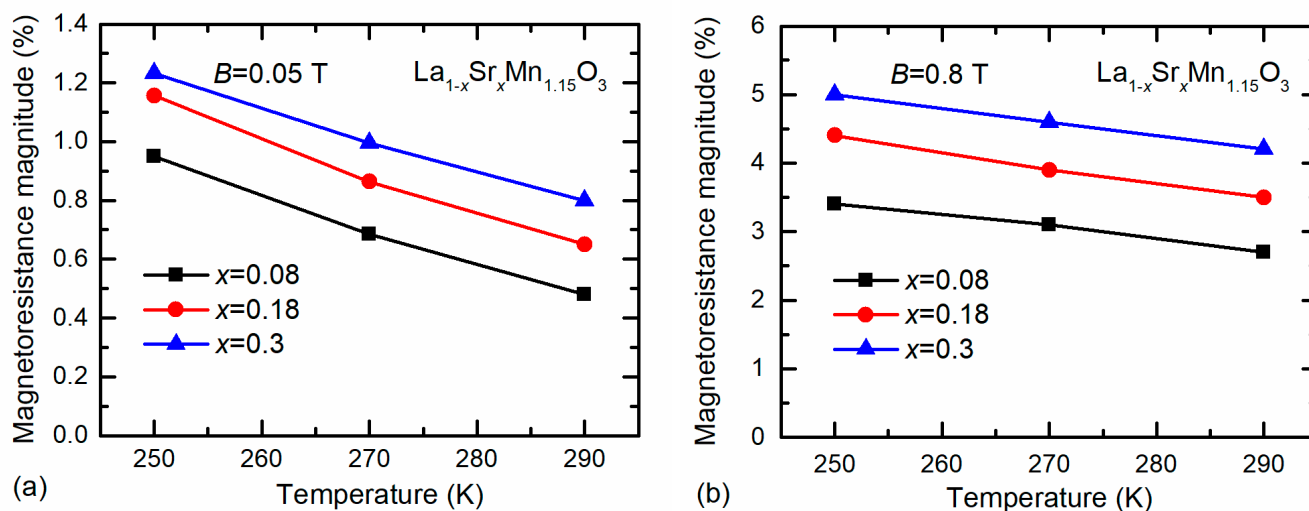 Magnetoresistance magnitude (%)
1.4
1.2
1.0
0.8
0.6
0.4
0.2
0.0
B=0.05 T
La1-xSrxMn1.15O3
x=0.08
x=0.18
x=0.3
250 260 270 280 290
Temperature (K)
(a)
Magnetoresistance magnitude (%)
6
5
4
3
2
1
0
B=0.8 T
La1-xSrxMn1.15O3
x=0.08
x=0.18
x=0.3
250 260 270 280 290
Temperature (K)
(b)